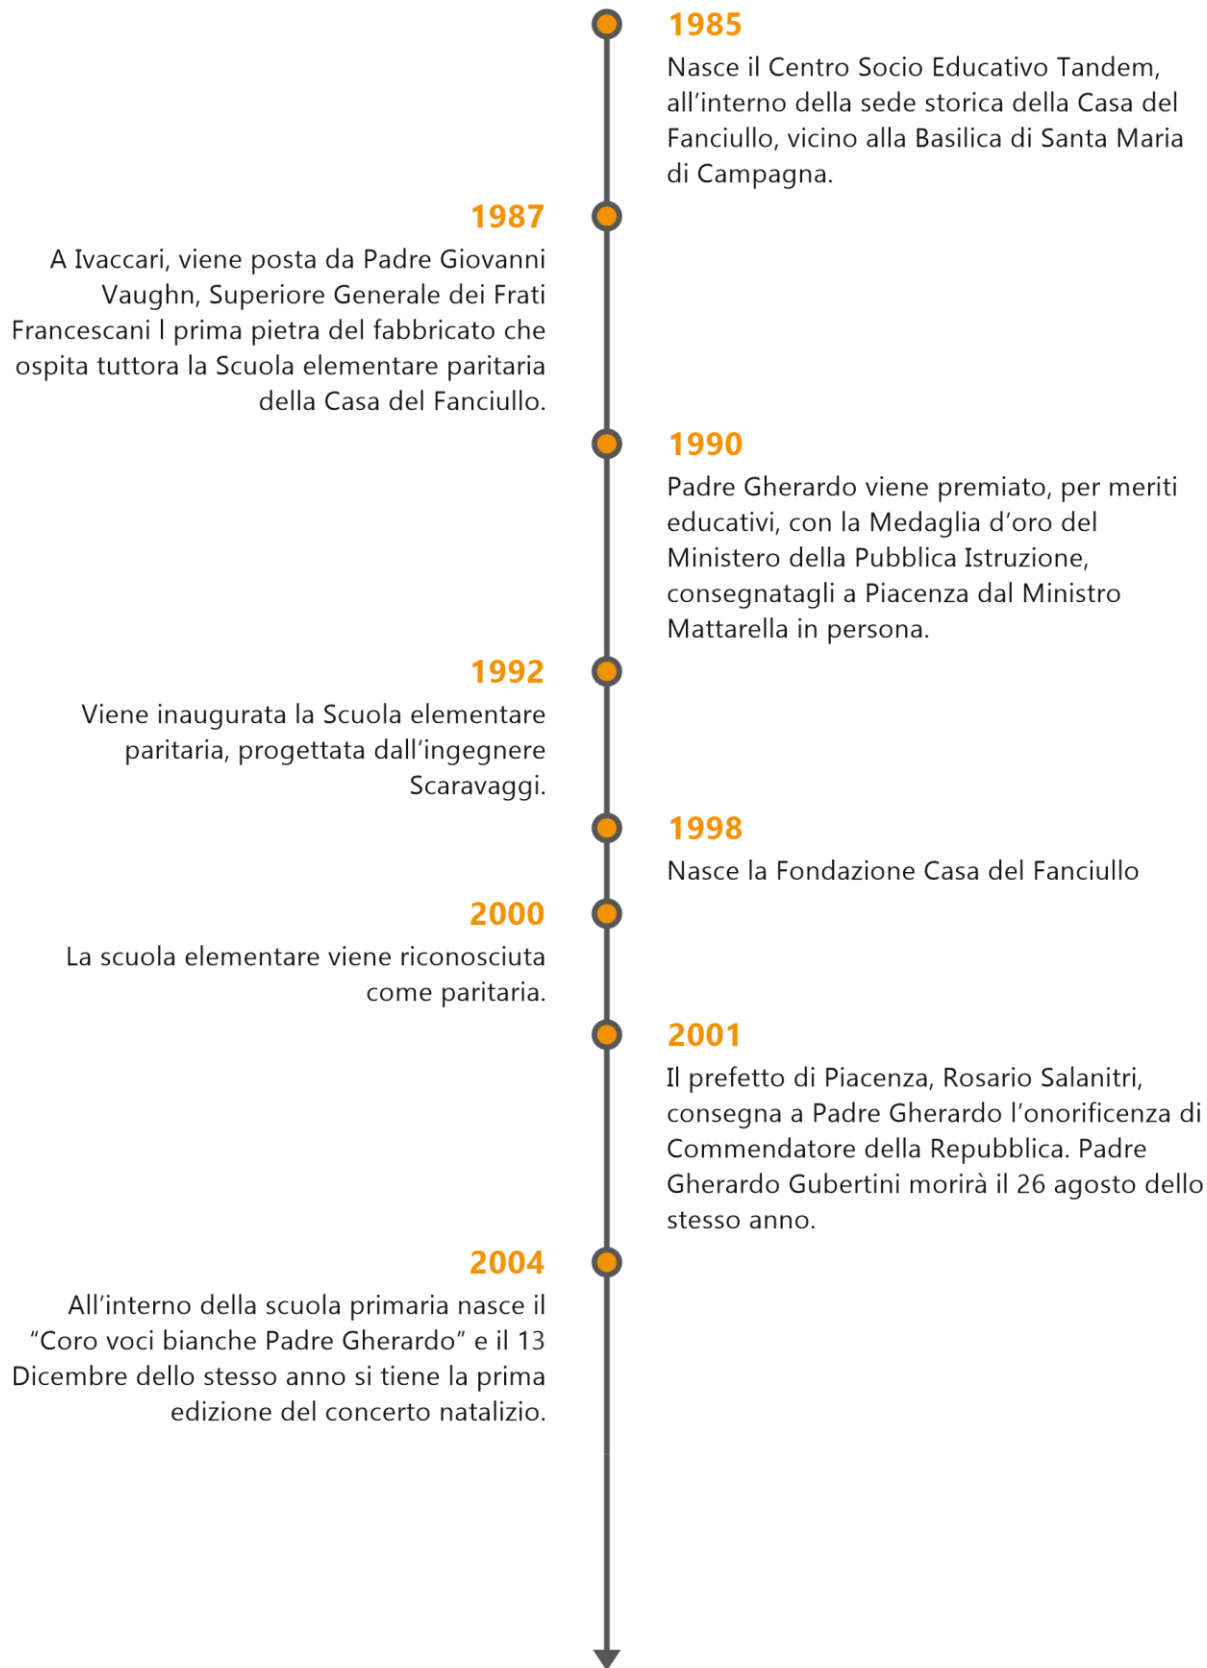 1985
Nasce il Centro Socio Educativo Tandem,
all’interno della sede storica della Casa del
Fanciullo, vicino alla Basilica di Santa Maria
di Campagna.
1987
A Ivaccari, viene posta da Padre Giovanni
Vaughn, Superiore Generale dei Frati
Francescani l prima pietra del fabbricato che
ospita tuttora la Scuola elementare paritaria
della Casa del Fanciullo.
1990
Padre Gherardo viene premiato, per meriti
educativi, con la Medaglia d’oro del
Ministero della Pubblica Istruzione,
consegnatagli a Piacenza dal Ministro
Mattarella in persona.
1992
Viene inaugurata la Scuola elementare
paritaria, progettata dall’ingegnere
Scaravaggi.
1998
Nasce la Fondazione Casa del Fanciullo
2000
La scuola elementare viene riconosciuta
come paritaria.
2001
Il prefetto di Piacenza, Rosario Salanitri,
consegna a Padre Gherardo l’onorificenza di
Commendatore della Repubblica. Padre
Gherardo Gubertini morirà il 26 agosto dello
stesso anno.
2004
All’interno della scuola primaria nasce il
“Coro voci bianche Padre Gherardo” e il 13
Dicembre dello stesso anno si tiene la prima
edizione del concerto natalizio.